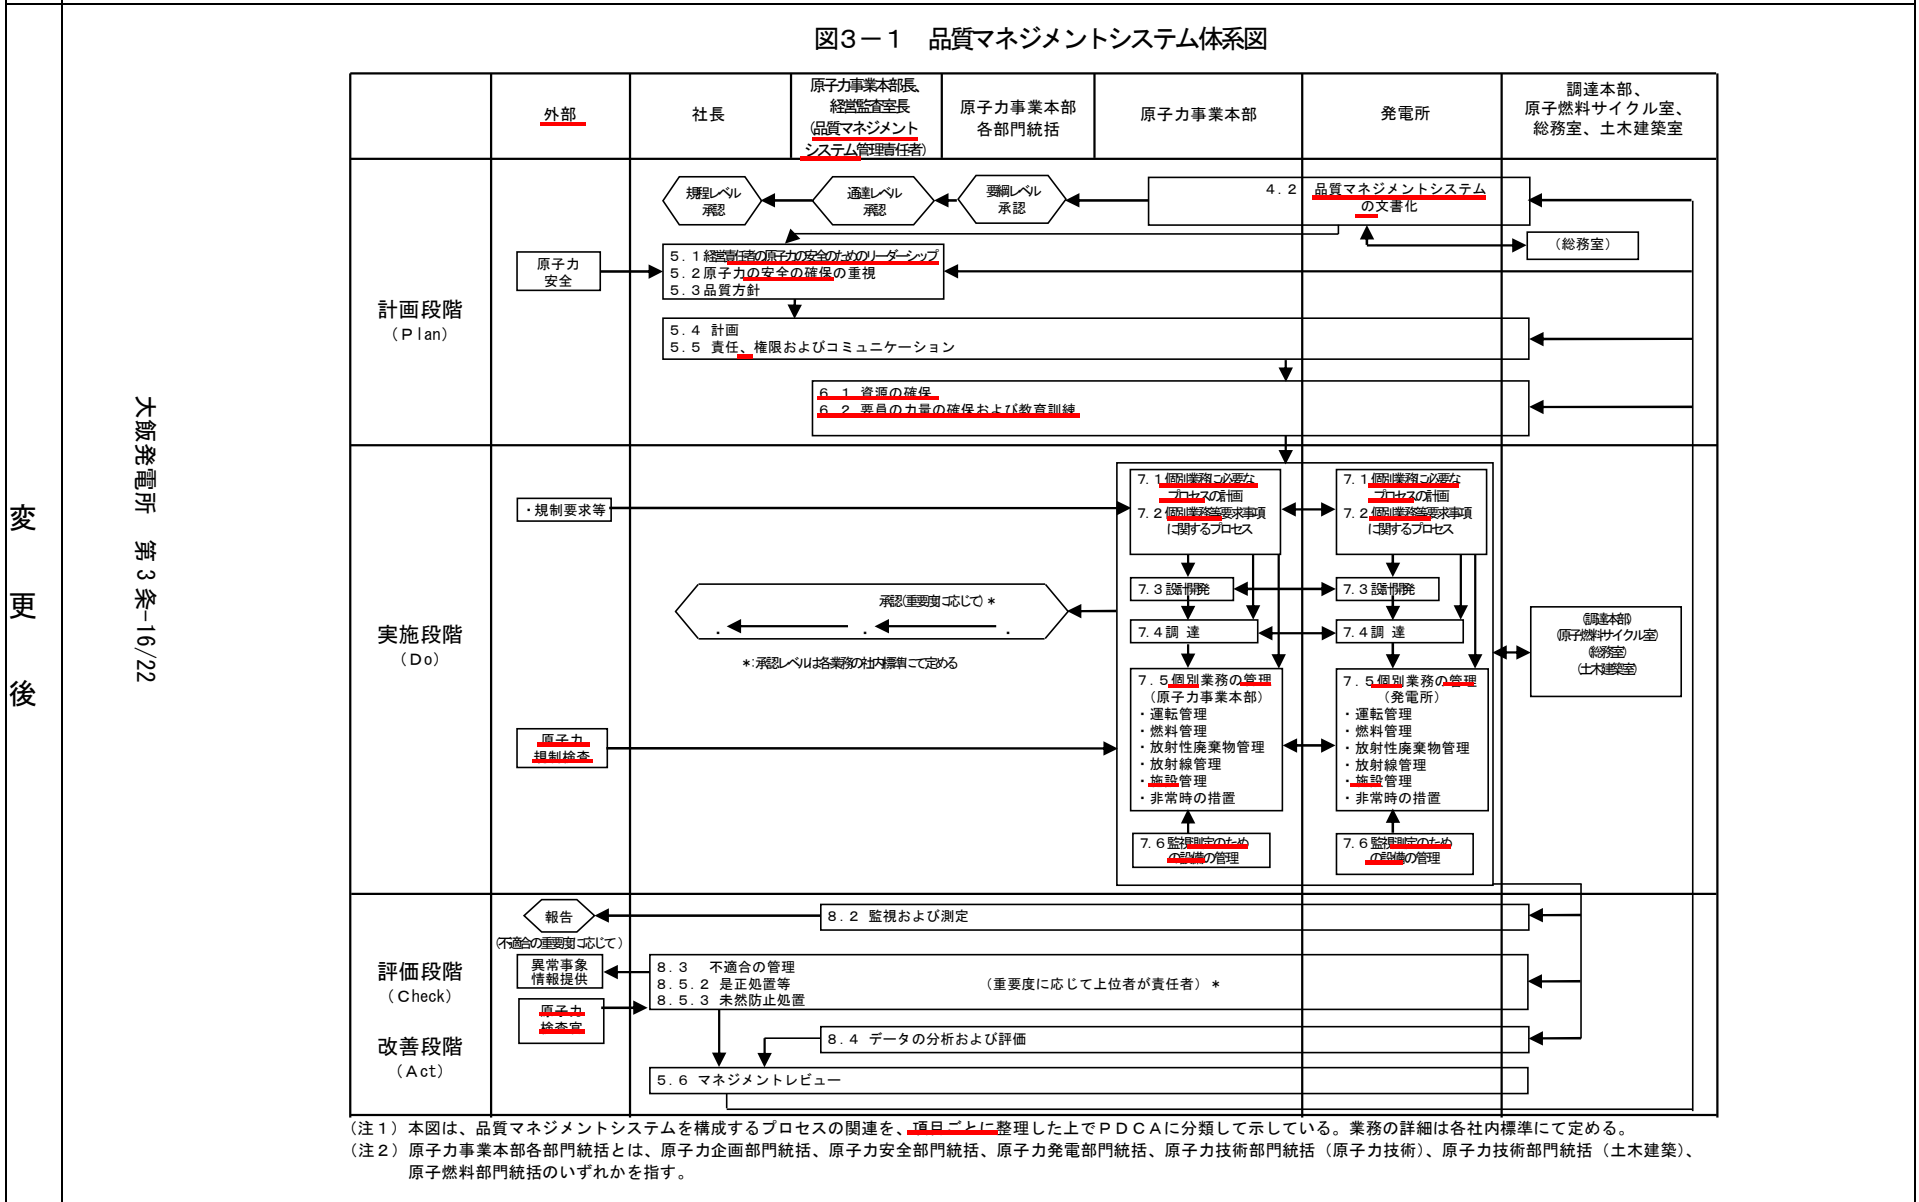 図３－１　品質マネジメントシステム体系図
外部
社長
原子力事業本部長、
経営監査室長
（品質マネジメント
システム管理責任者）
原子力事業本部
各部門統括
原子力事業本部
発電所
調達本部、
原子燃料サイクル室、
総務室、土木建築室
計画段階
（Ｐｌａｎ）
規程レベル
承認
通達レベル
承認
要綱レベル
承認
４．２　品質マネジメントシステム
の文書化
（総務室）
原子力
安全
５．１経営責任者の原子力の安全のためのリーダーシップ
５．２原子力の安全の確保の重視
５．３品質方針
５．４ 計画
５．５ 責任、権限およびコミュニケーション
６．１ 資源の確保
６．２ 要員の力量の確保および教育訓練
実施段階
（Ｄｏ）
・規制要求等
７．１個別業務に必要な
プロセスの計画
７．２個別業務等要求事項
に関するプロセス
７．１個別業務に必要な
プロセスの計画
７．２個別業務等要求事項
に関するプロセス
７．３設計開発
７．３設計開発
承認（重要度に応じて）＊
．　．　．
＊：承認レベルは各業務の社内標準にて定める
７．４調 達
７．４調 達
（調達本部）
（原子燃料サイクル室）
（総務室）
（土木建築室）
７．５個別業務の管理
（原子力事業本部）
・運転管理
・燃料管理
・放射性廃棄物管理
・放射線管理
・施設管理
・非常時の措置
７．５個別業務の管理
（発電所）
・運転管理
・燃料管理
・放射性廃棄物管理
・放射線管理
・施設管理
・非常時の措置
原子力
規制検査
７．６監視測定のため
の設備の管理
７．６監視測定のため
の設備の管理
評価段階
（Ｃｈｅｃｋ）
改善段階
（Ａｃｔ）
報告
（不適合の重要度に応じて）
８．２ 監視および測定
異常事象
情報提供
８．３　不適合の管理
８．５．２ 是正処置等
８．５．３ 未然防止処置
（重要度に応じて上位者が責任者）＊
原子力
検査官
８．４ データの分析および評価
５．６ マネジメントレビュー
（注１）本図は、品質マネジメントシステムを構成するプロセスの関連を、項目ごとに整理した上でＰＤＣＡに分類して示している。業務の詳細は各社内標準にて定める。
（注２）原子力事業本部各部門統括とは、原子力企画部門統括、原子力安全部門統括、原子力発電部門統括、原子力技術部門統括（原子力技術）、原子力技術部門統括（土木建築）、
原子燃料部門統括のいずれかを指す。
大飯発電所　第３条-16/22
変更後